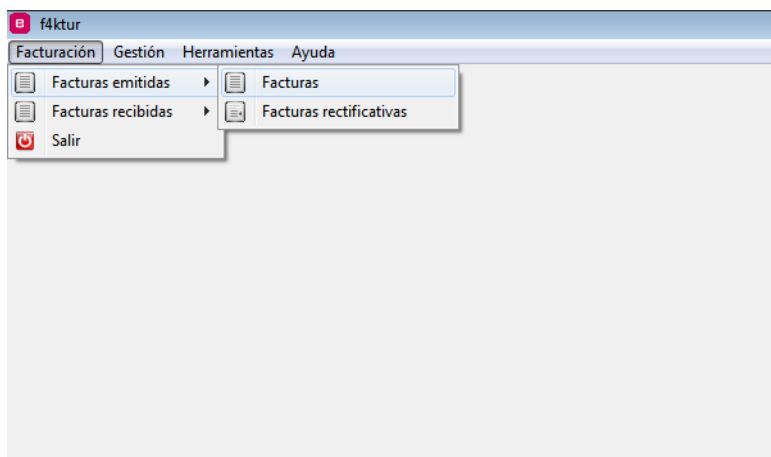 f4ktur
Facturación Gestión Herramientas Ayuda
Facturas emitidas Facturas
Facturas recibidas Facturas rectificativas
Salir